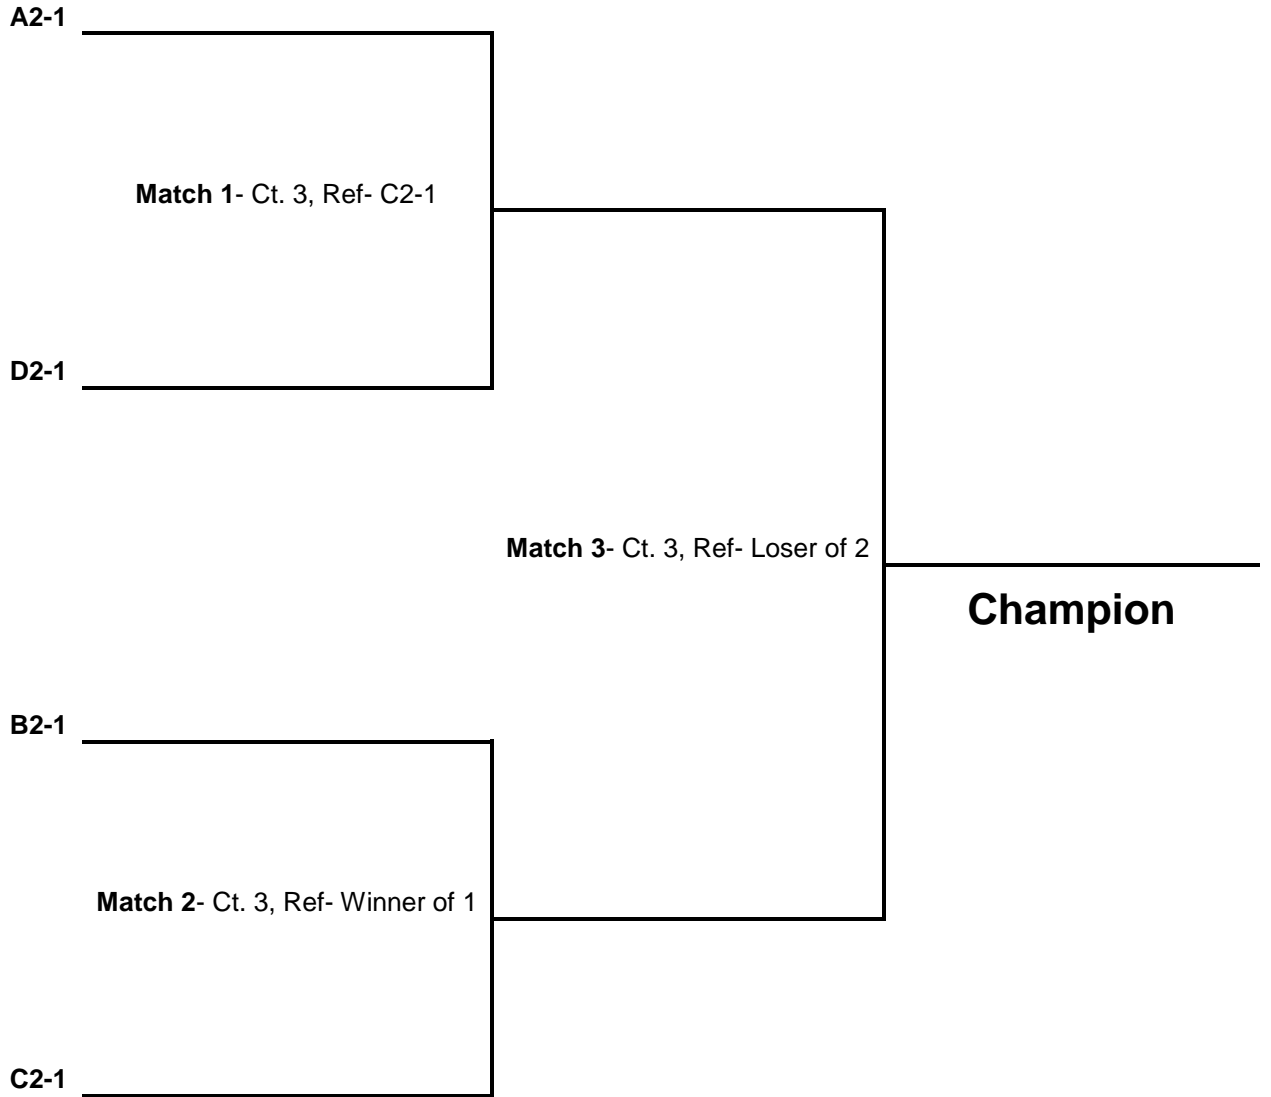 A2-1
Match 1- Ct. 3, Ref- C2-1
D2-1
Match 3- Ct. 3, Ref- Loser of 2
Champion
B2-1
Match 2- Ct. 3, Ref- Winner of 1
C2-1